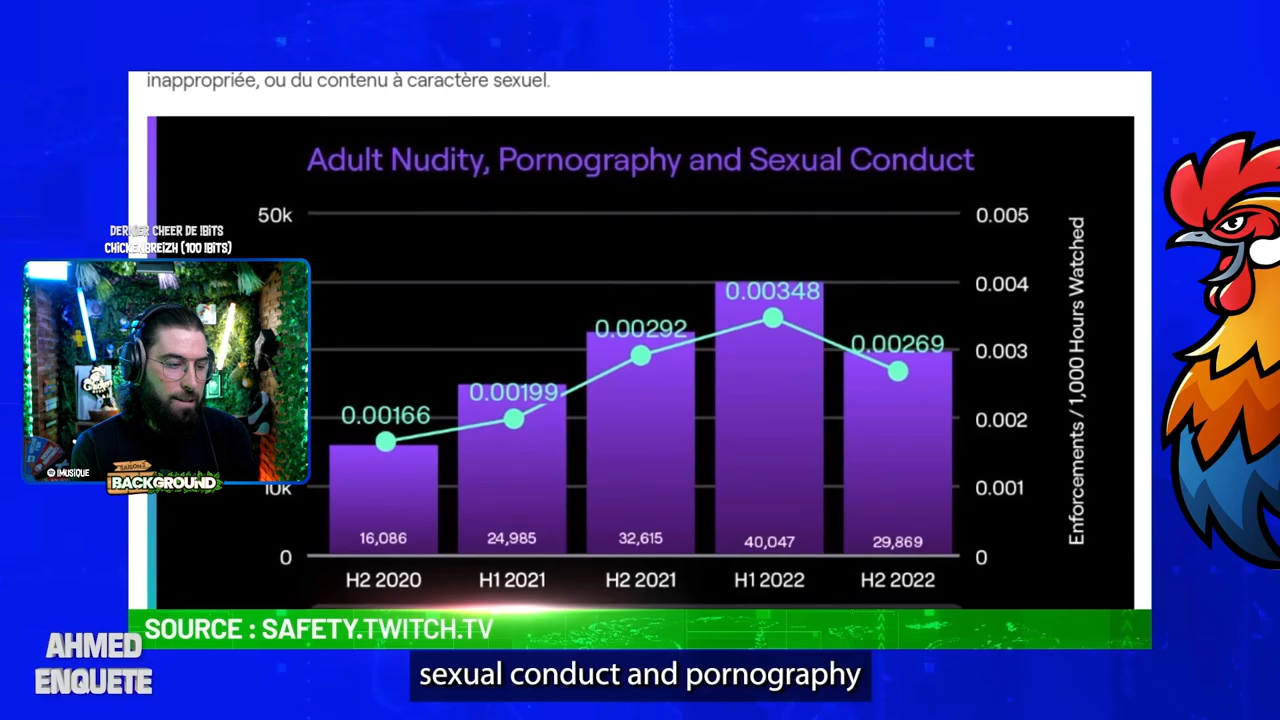 inappropriée, ou du contenu à caractère sexuel.
Adult Nudity, Pornography and Sexual Conduct
50k
10k
0
0.005
0.004
0.003
0.002
0.001
0
Enforcements / 1,000 Hours Watched
0.00166
0.00199
0.00292
0.00348
0.00269
16,086
24,985
32,615
40,047
29,869
H2 2020
H1 2021
H2 2021
H1 2022
H2 2022
DERNIER CHEER DE !BITS
CHICKENBREIZH (100 !BITS)
!MUSIQUE
SAISON 2
BACKGROUND
SOURCE : SAFETY.TWITCH.TV
AHMED
ENQUETE
sexual conduct and pornography